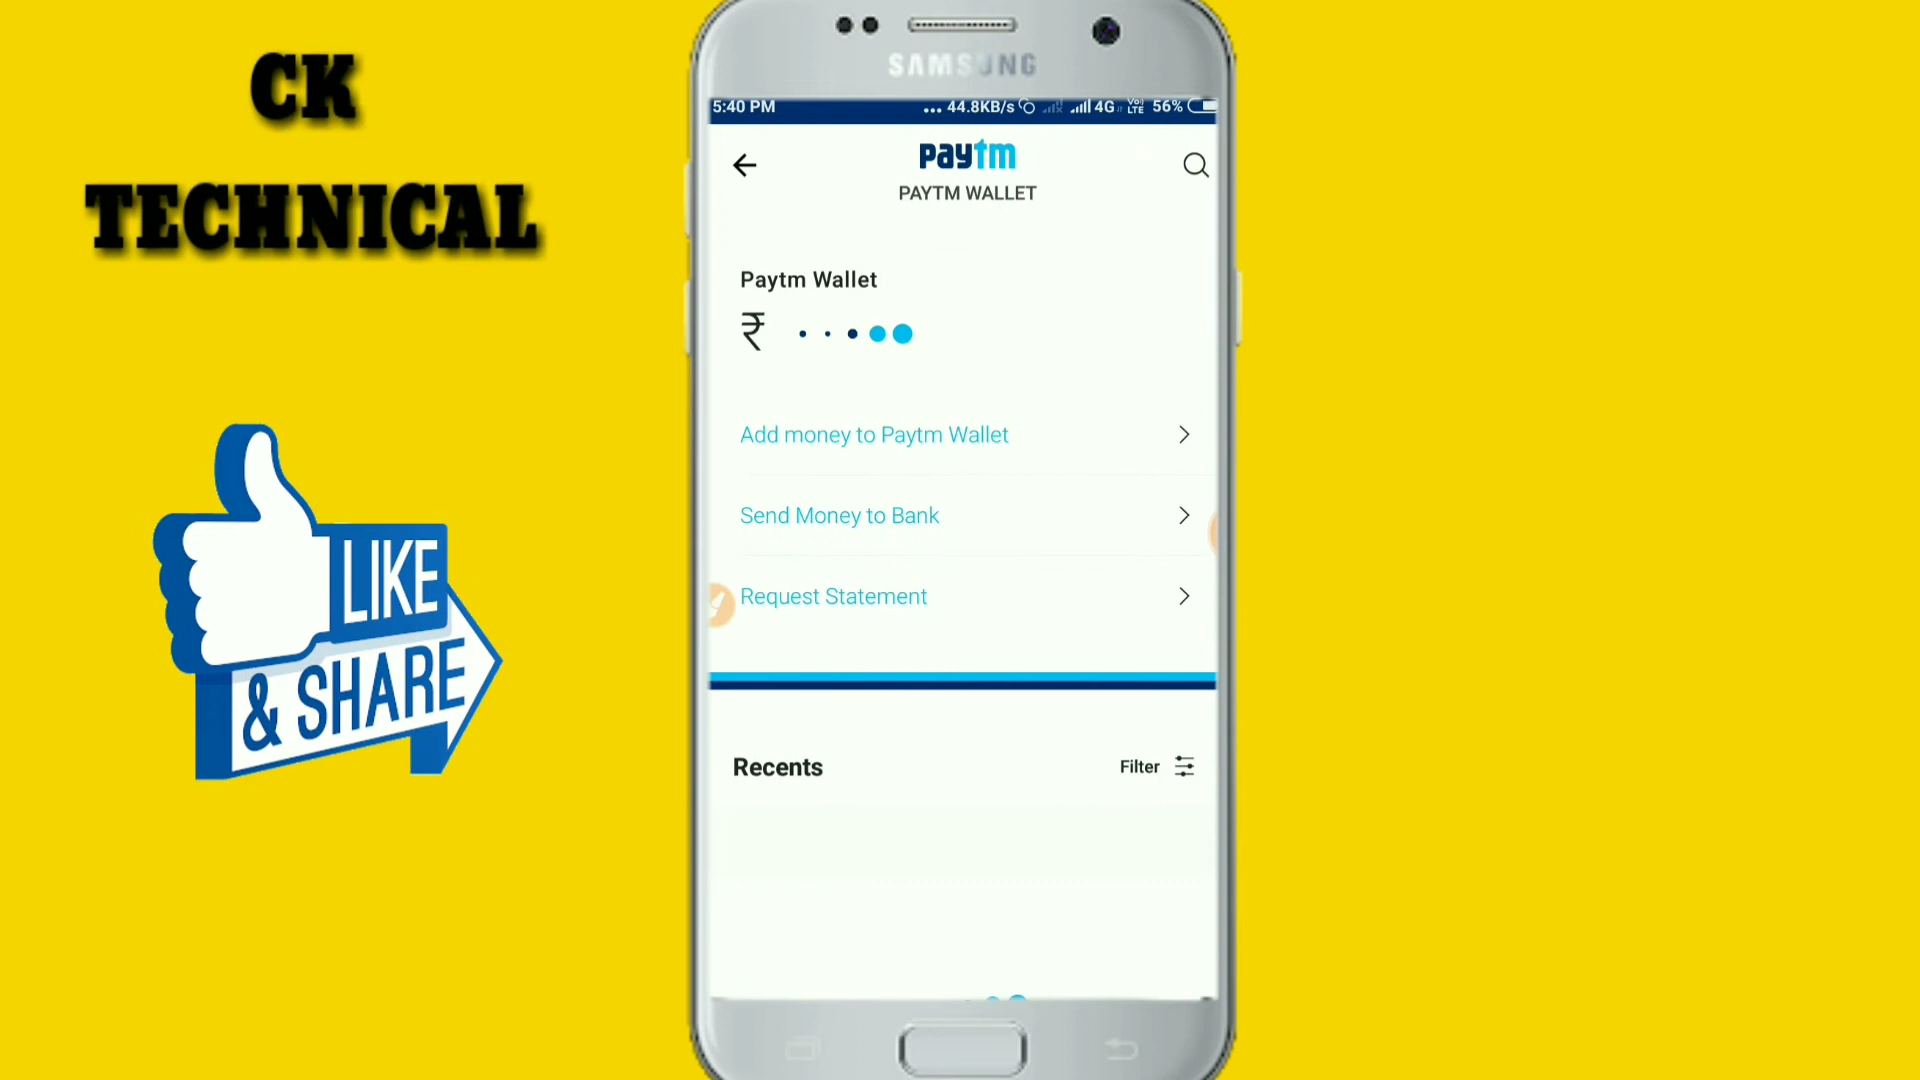 CK
TECHNICAL
LIKE
& SHARE
SAMSUNG
5:40 PM ... 44.8KB/s 4G VoLTE 56%
paytm
PAYTM WALLET
Paytm Wallet
₹
Add money to Paytm Wallet
Send Money to Bank
Request Statement
Recents
Filter